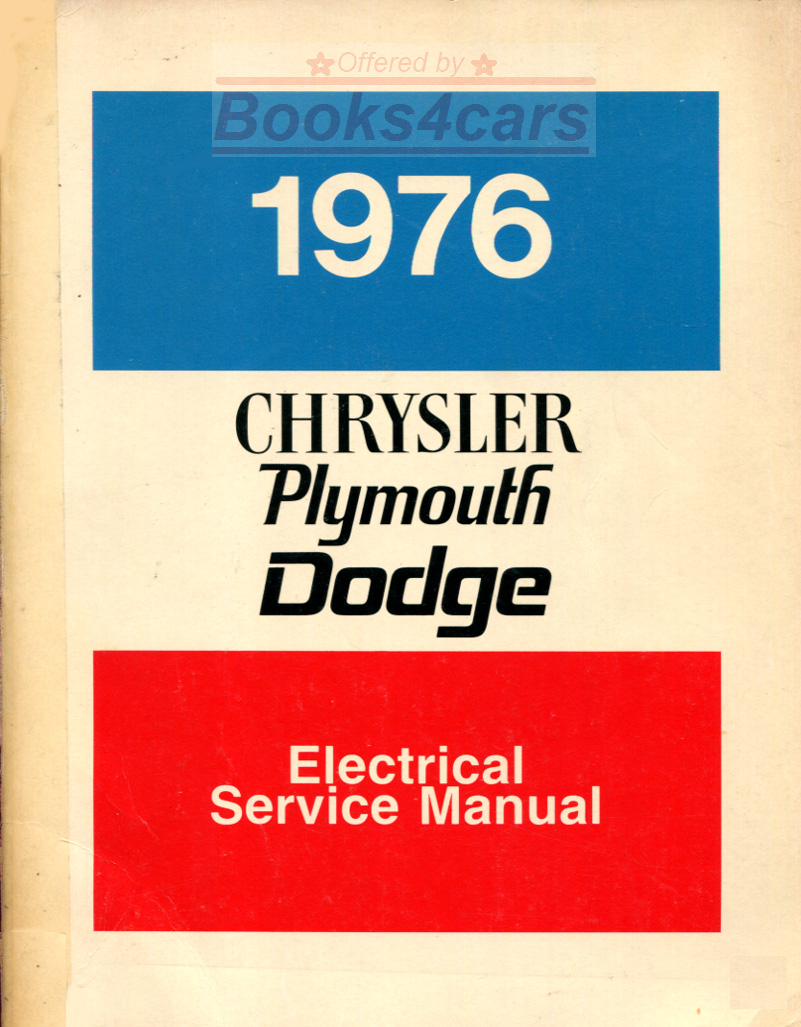 Offered by
Books4cars
1976
CHRYSLER
Plymouth
Dodge
Electrical
Service Manual